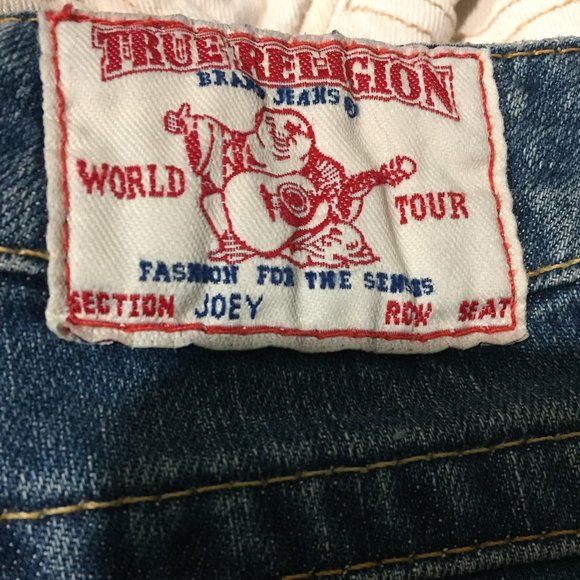 TRUE RELIGION
BRAND JEANS ®
WORLD TOUR
FASHION FOR THE SENSES
SECTION JOEY ROW SEAT